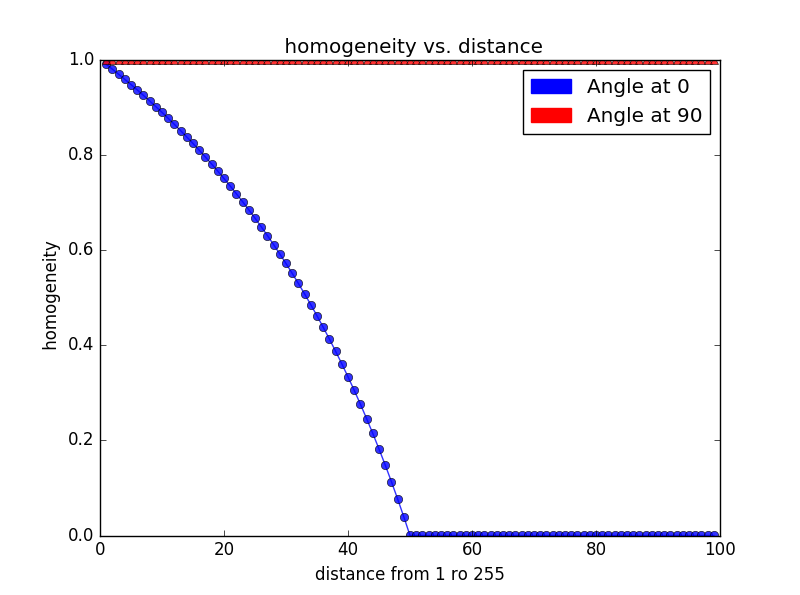 homogeneity vs. distance
1.0
Angle at 0
Angle at 90
0.8
0.6
homogeneity
0.4
0.2
0.0
0 20 40 60 80 100
distance from 1 ro 255